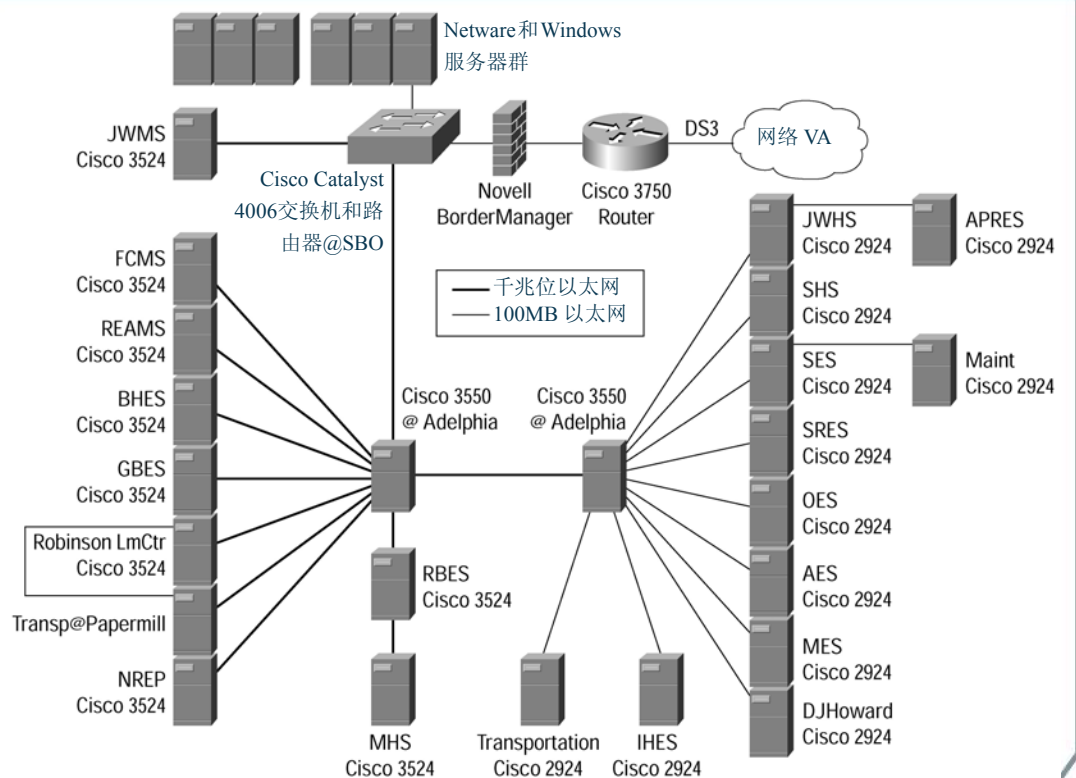 Netware和Windows
服务器群
JWMS
Cisco 3524
DS3
网络 VA
Cisco Catalyst
4006交换机和路
由器@SBO
Novell
BorderManager
Cisco 3750
Router
JWHS
Cisco 2924
APRES
Cisco 2924
FCMS
Cisco 3524
千兆位以太网
100MB 以太网
SHS
Cisco 2924
REAMS
Cisco 3524
SES
Cisco 2924
Maint
Cisco 2924
BHES
Cisco 3524
Cisco 3550
@ Adelphia
Cisco 3550
@ Adelphia
SRES
Cisco 2924
GBES
Cisco 3524
OES
Cisco 2924
Robinson LmCtr
Cisco 3524
RBES
Cisco 3524
AES
Cisco 2924
Transp@Papermill
MES
Cisco 2924
NREP
Cisco 3524
DJHoward
Cisco 2924
MHS
Cisco 3524
Transportation
Cisco 2924
IHES
Cisco 2924